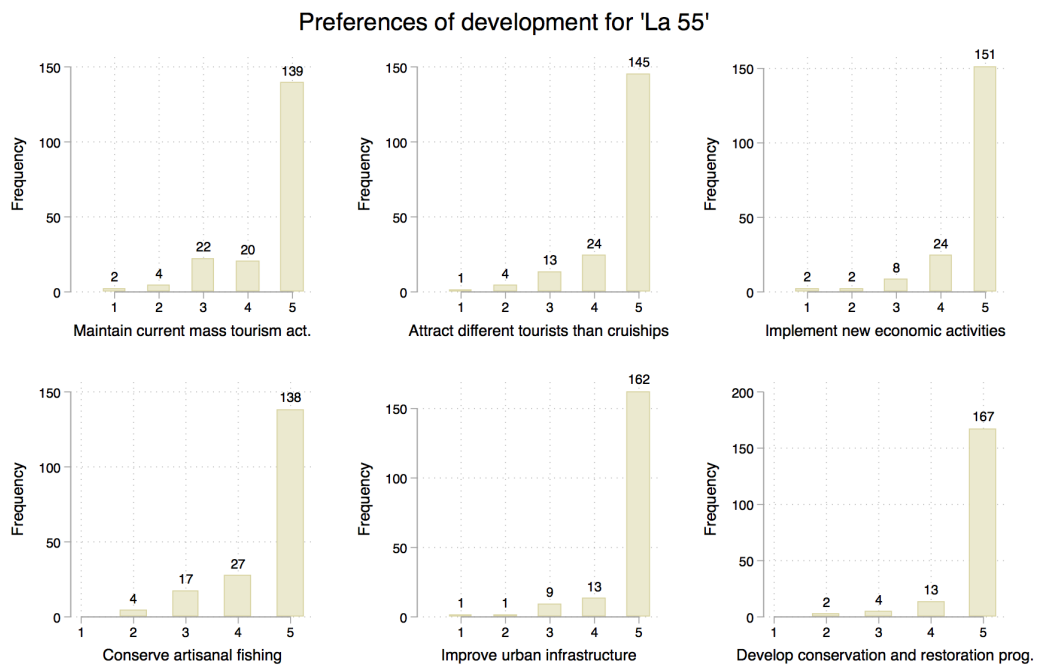 Preferences of development for 'La 55'
Frequency
0
50
100
150
2
4
22
20
139
1 2 3 4 5
Maintain current mass tourism act.
Frequency
0
50
100
150
1
4
13
24
145
1 2 3 4 5
Attract different tourists than cruiships
Frequency
0
50
100
150
2
2
8
24
151
1 2 3 4 5
Implement new economic activities
Frequency
0
50
100
150
4
17
27
138
1 2 3 4 5
Conserve artisanal fishing
Frequency
0
50
100
150
1
1
9
13
162
1 2 3 4 5
Improve urban infrastructure
Frequency
0
50
100
150
200
2
4
13
167
1 2 3 4 5
Develop conservation and restoration prog.